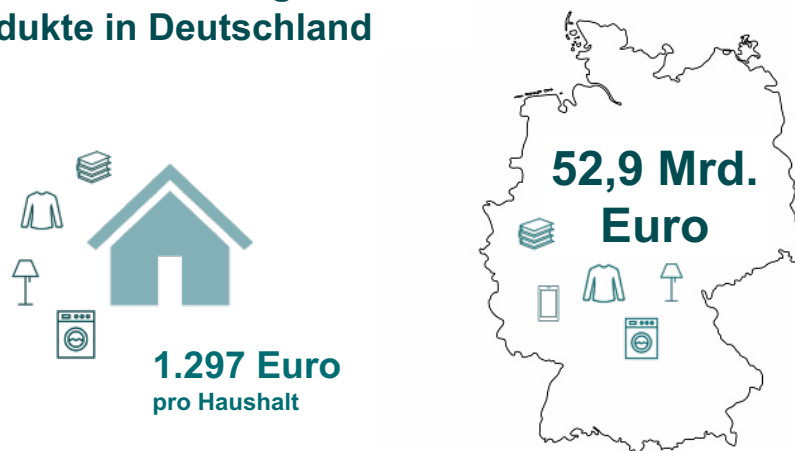 dukte in Deutschland
52,9 Mrd.
Euro
1.297 Euro
pro Haushalt